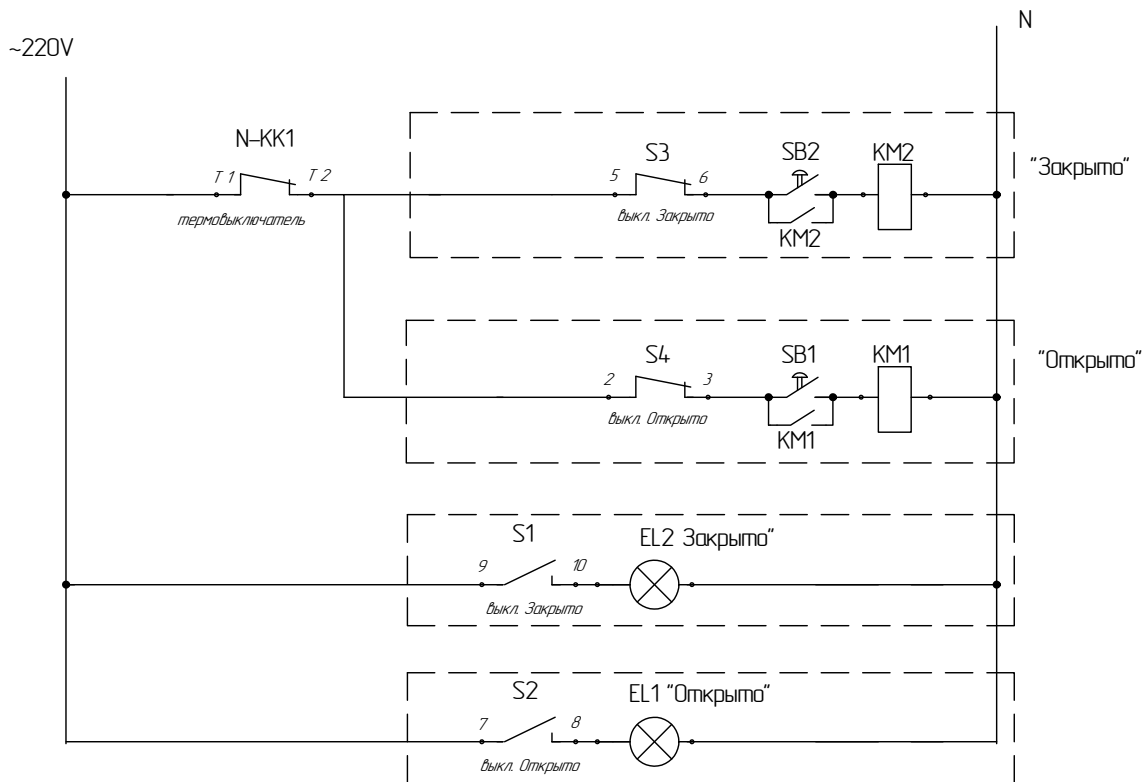 N
~220V
N-KK1
S3
SB2
KM2
"Закрыто"
T 1
T 2
5
6
термовыключатель
выкл. Закрыто
KM2
S4
SB1
KM1
"Открыто"
2
3
выкл. Открыто
KM1
S1
EL2 Закрыто"
9
10
выкл. Закрыто
S2
EL1 "Открыто"
7
8
выкл. Открыто